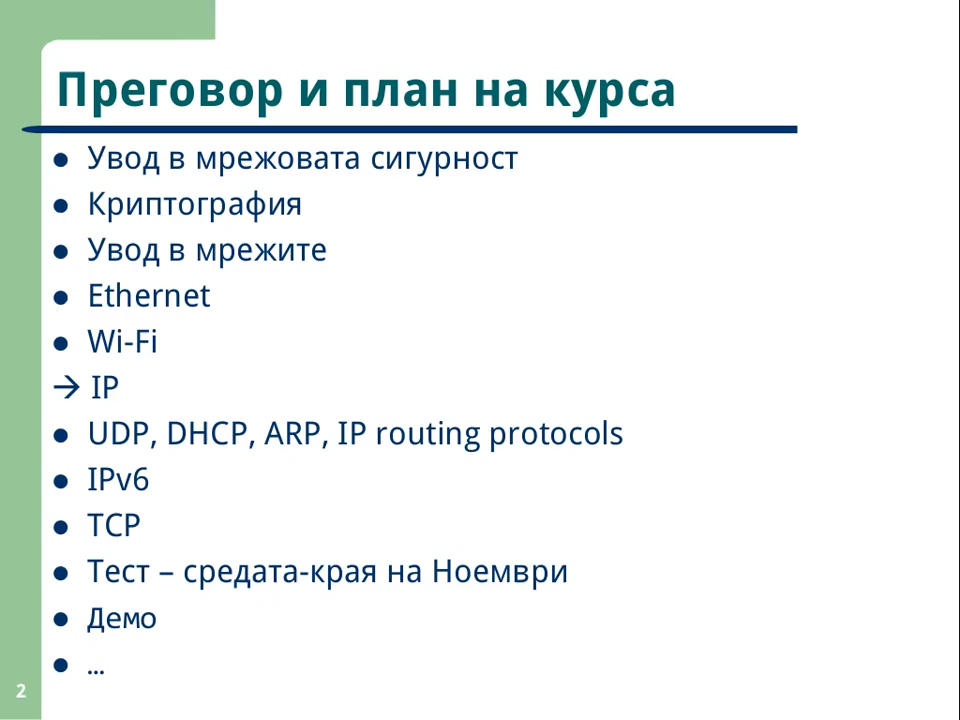 Преговор и план на курса
● Увод в мрежовата сигурност
● Криптография
● Увод в мрежите
● Ethernet
● Wi-Fi
→ IP
● UDP, DHCP, ARP, IP routing protocols
● IPv6
● TCP
● Тест – средата-края на Ноември
● Демо
● ...
2